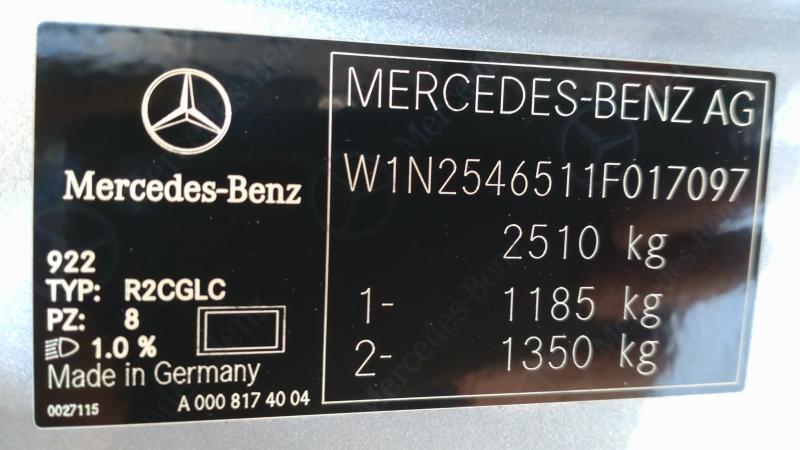 Mercedes-Benz
922
TYP: R2CGLC
PZ: 8
1.0 %
Made in Germany
0027115 A 000 817 40 04
MERCEDES-BENZ AG
W1N2546511F017097
2510 kg
1- 1185 kg
2- 1350 kg